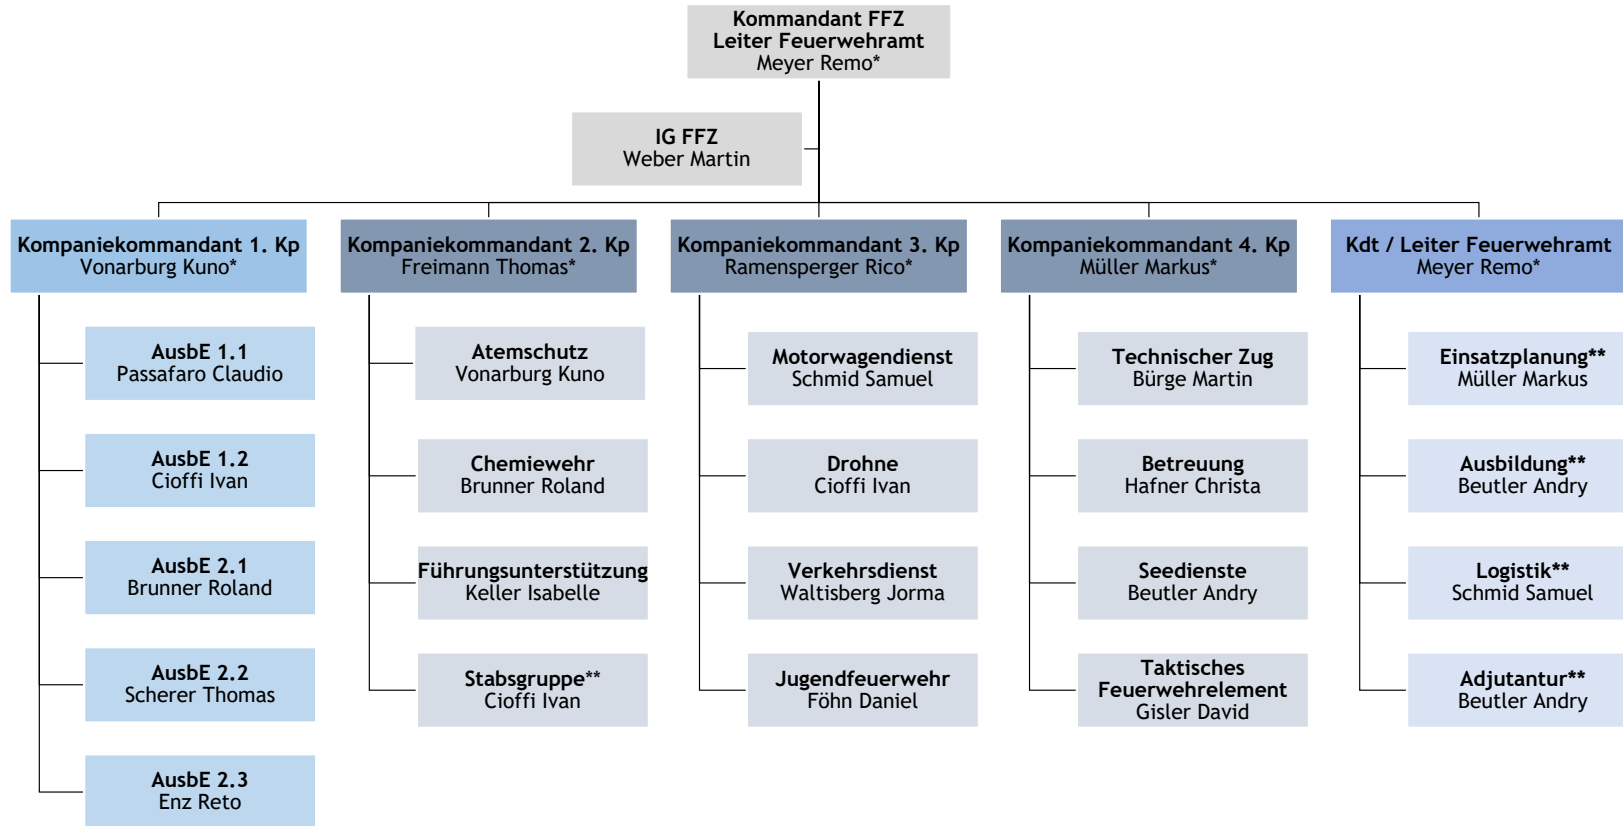 Kommandant FFZ
Leiter Feuerwehramt
Meyer Remo*
IG FFZ
Weber Martin
Kompaniekommandant 1. Kp
Vonarburg Kuno*
AusbE 1.1
Passafaro Claudio
AusbE 1.2
Cioffi Ivan
AusbE 2.1
Brunner Roland
AusbE 2.2
Scherer Thomas
AusbE 2.3
Enz Reto
Kompaniekommandant 2. Kp
Freimann Thomas*
Atemschutz
Vonarburg Kuno
Chemiewehr
Brunner Roland
Führungsunterstützung
Keller Isabelle
Stabsgruppe**
Cioffi Ivan
Kompaniekommandant 3. Kp
Ramensperger Rico*
Motorwagendienst
Schmid Samuel
Drohne
Cioffi Ivan
Verkehrsdienst
Waltisberg Jorma
Jugendfeuerwehr
Föhn Daniel
Kompaniekommandant 4. Kp
Müller Markus*
Technischer Zug
Bürge Martin
Betreuung
Hafner Christa
Seedienste
Beutler Andry
Taktisches
Feuerwehrelement
Gisler David
Kdt / Leiter Feuerwehramt
Meyer Remo*
Einsatzplanung**
Müller Markus
Ausbildung**
Beutler Andry
Logistik**
Schmid Samuel
Adjutantur**
Beutler Andry